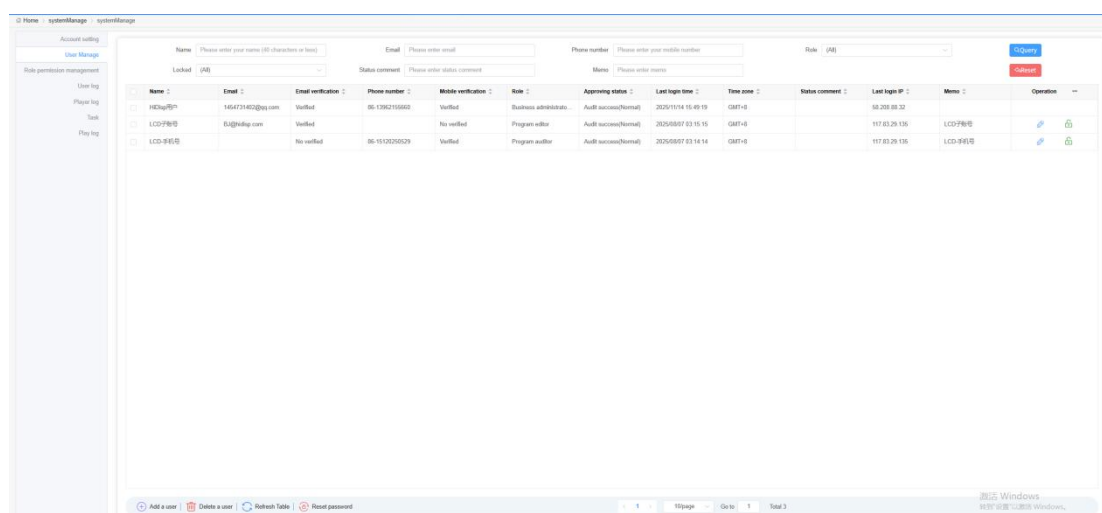 Home / systemManage / systemManage
Account setting
User Manage
Role permission management
User log
Player log
Task
Play log
Name Please enter your name (40 characters or less) Email Please enter email Phone number Please enter your mobile number Role (All) Query
Locked (All) Status comment Please enter status comment Memo Please enter memo Reset
Name Email Email verification Phone number Mobile verification Role Approving status Last login time Time zone Status comment Last login IP Memo Operation ···
HIDisp用户 1454731402@qq.com Verified 86-13962155660 Verified Business administrato... Audit success(Normal) 2025/11/14 15:49:19 GMT+8 58.208.88.32
LCD子账号 BJ@hidisp.com Verified No verified Program editor Audit success(Normal) 2025/08/07 03:15:15 GMT+8 117.83.29.135 LCD子账号
LCD-手机号 No verified 86-15120250529 Verified Program auditor Audit success(Normal) 2025/08/07 03:14:14 GMT+8 117.83.29.135 LCD-手机号
Add a user | Delete a user | Refresh Table | Reset password < 1 > 10/page Go to 1 Total 3
激活 Windows
转到"设置"以激活 Windows。